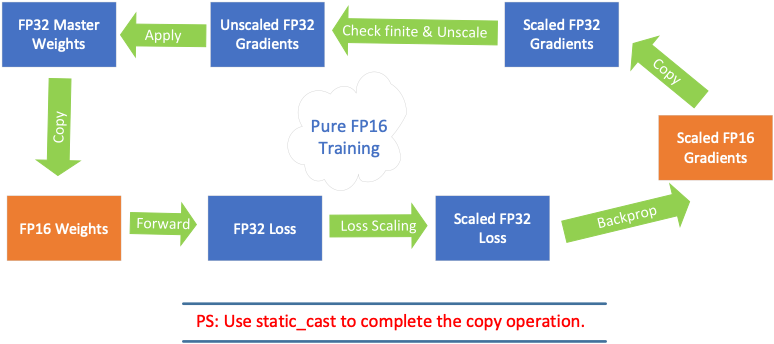 FP32 Master
Weights
Apply
Unscaled FP32
Gradients
Check finite & Unscale
Scaled FP32
Gradients
Copy
Pure FP16
Training
Copy
Scaled FP16
Gradients
FP16 Weights
Forward
FP32 Loss
Loss Scaling
Scaled FP32
Loss
Backprop
PS: Use static_cast to complete the copy operation.